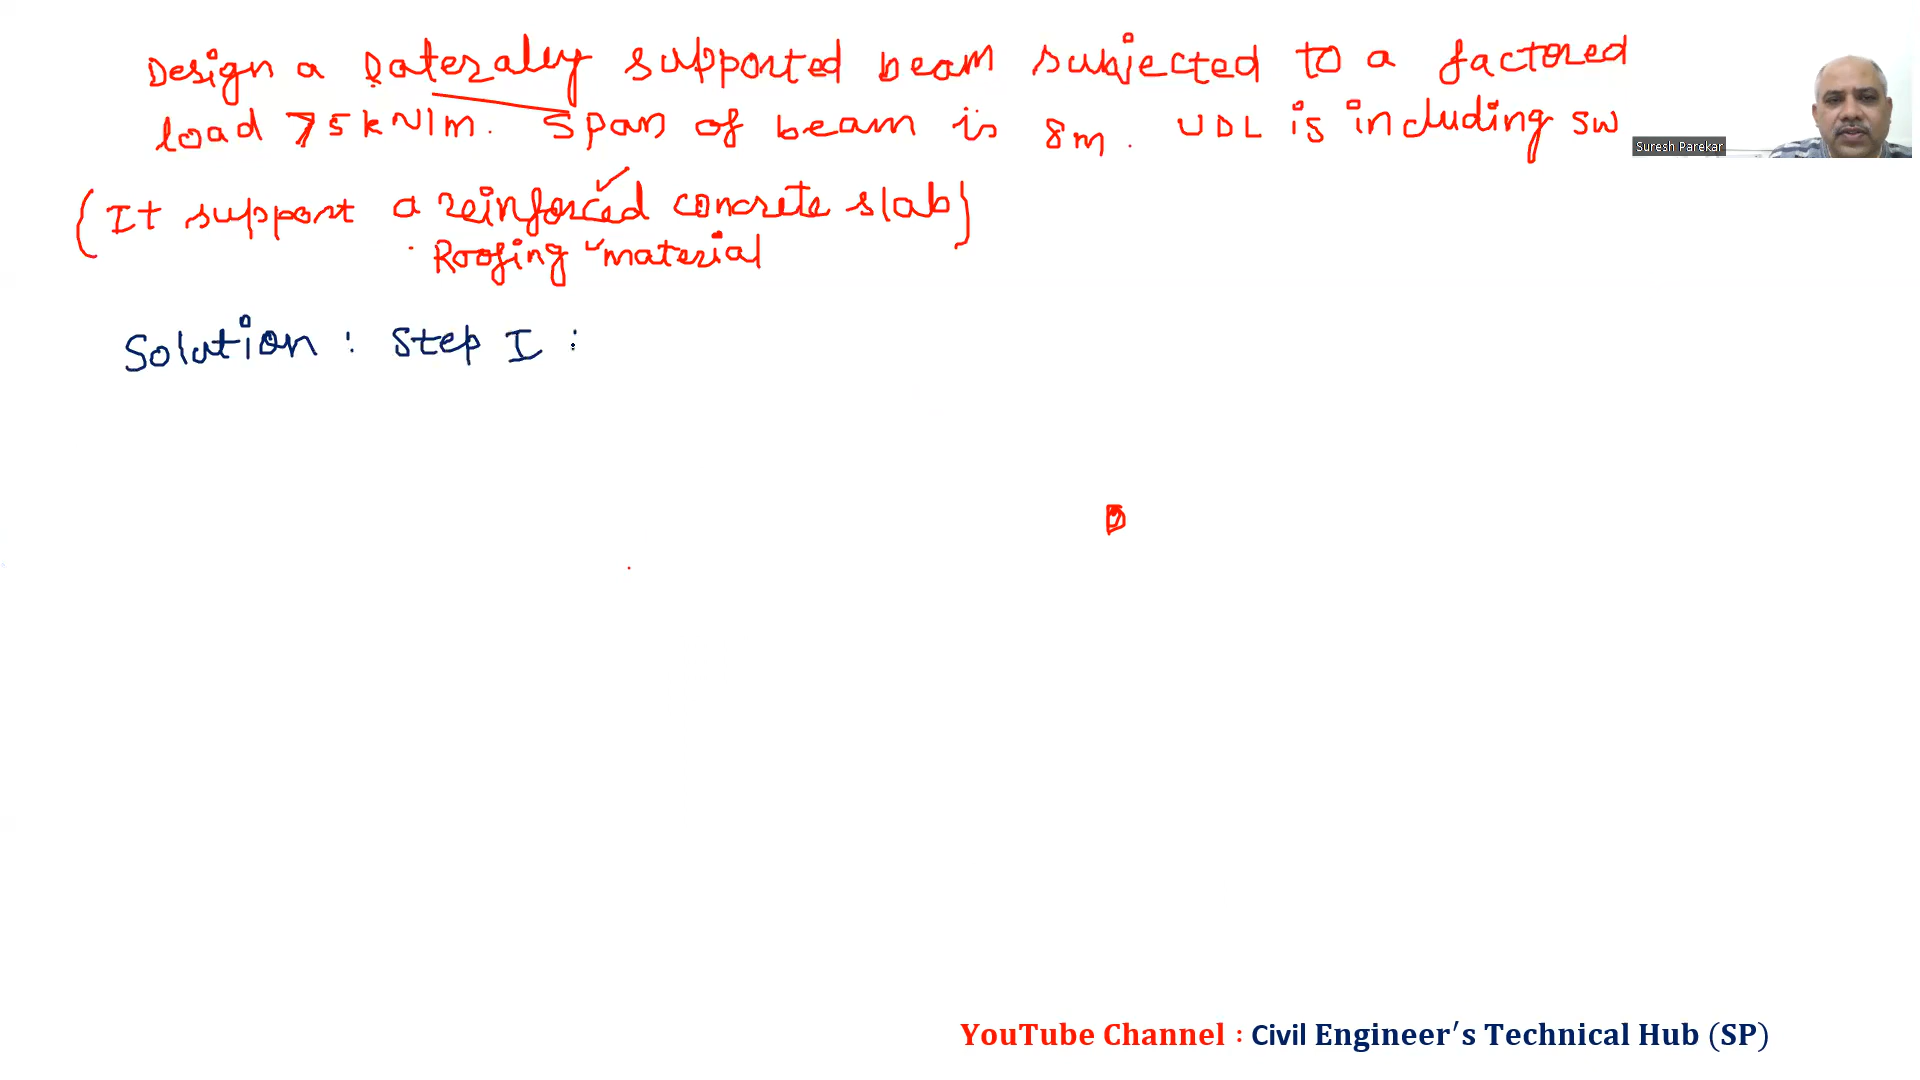 Design a Laterally supported beam subjected to a factored
load 75 kN/m. Span of beam is 8m. UDL is including SW
Suresh Parekar
(It support a reinforced concrete slab)
Roofing material
Solution : Step I :
YouTube Channel : Civil Engineer's Technical Hub (SP)